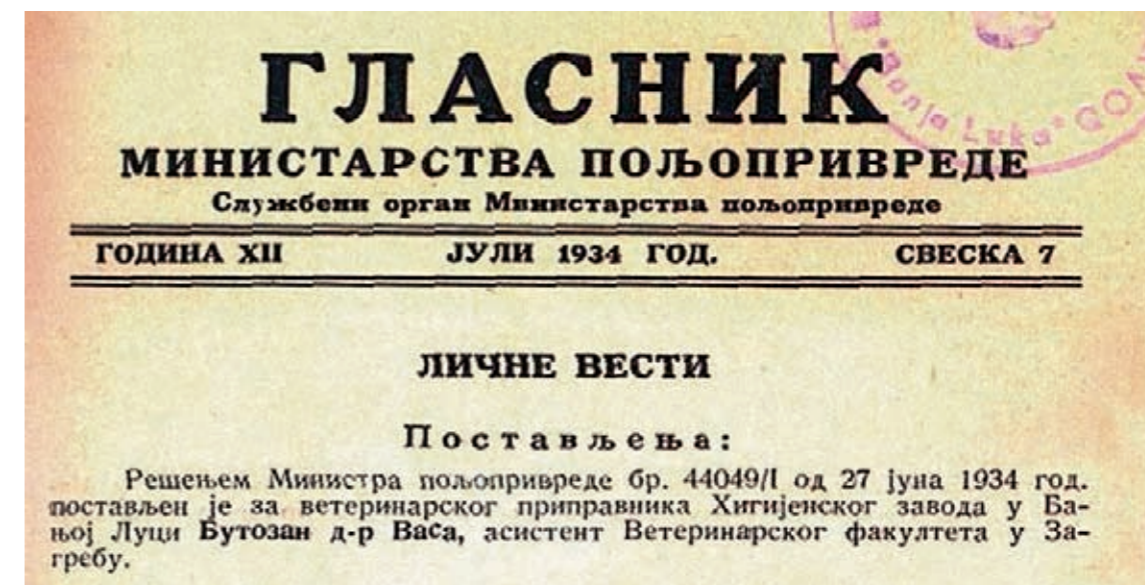 ГЛАСНИК
МИНИСТАРСТВА ПОЉОПРИВРЕДЕ
Службени орган Министарства пољопривреде
ГОДИНА XII ЈУЛИ 1934 ГОД. СВЕСКА 7
Banja Luka
ЛИЧНЕ ВЕСТИ
Постављења:
Решењем Министра пољопривреде бр. 44049/I од 27 јуна 1934 год.
постављен је за ветеринарског приправника Хигијенског завода у Ба-
њој Луци Бутозан д-р Васа, асистент Ветеринарског факултета у За-
гребу.